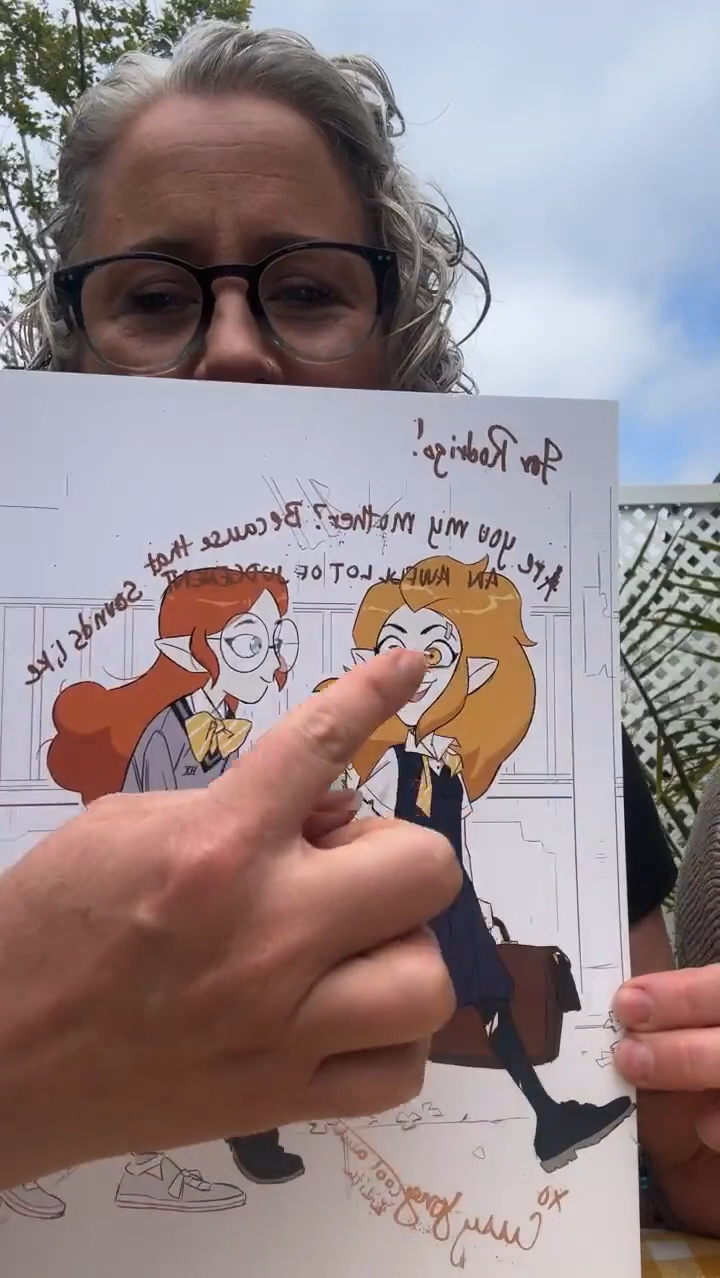 For Rodrigo!
Are you my mother? Because that sounds like
AN AWFUL LOT OF JUDGEMENT
XO